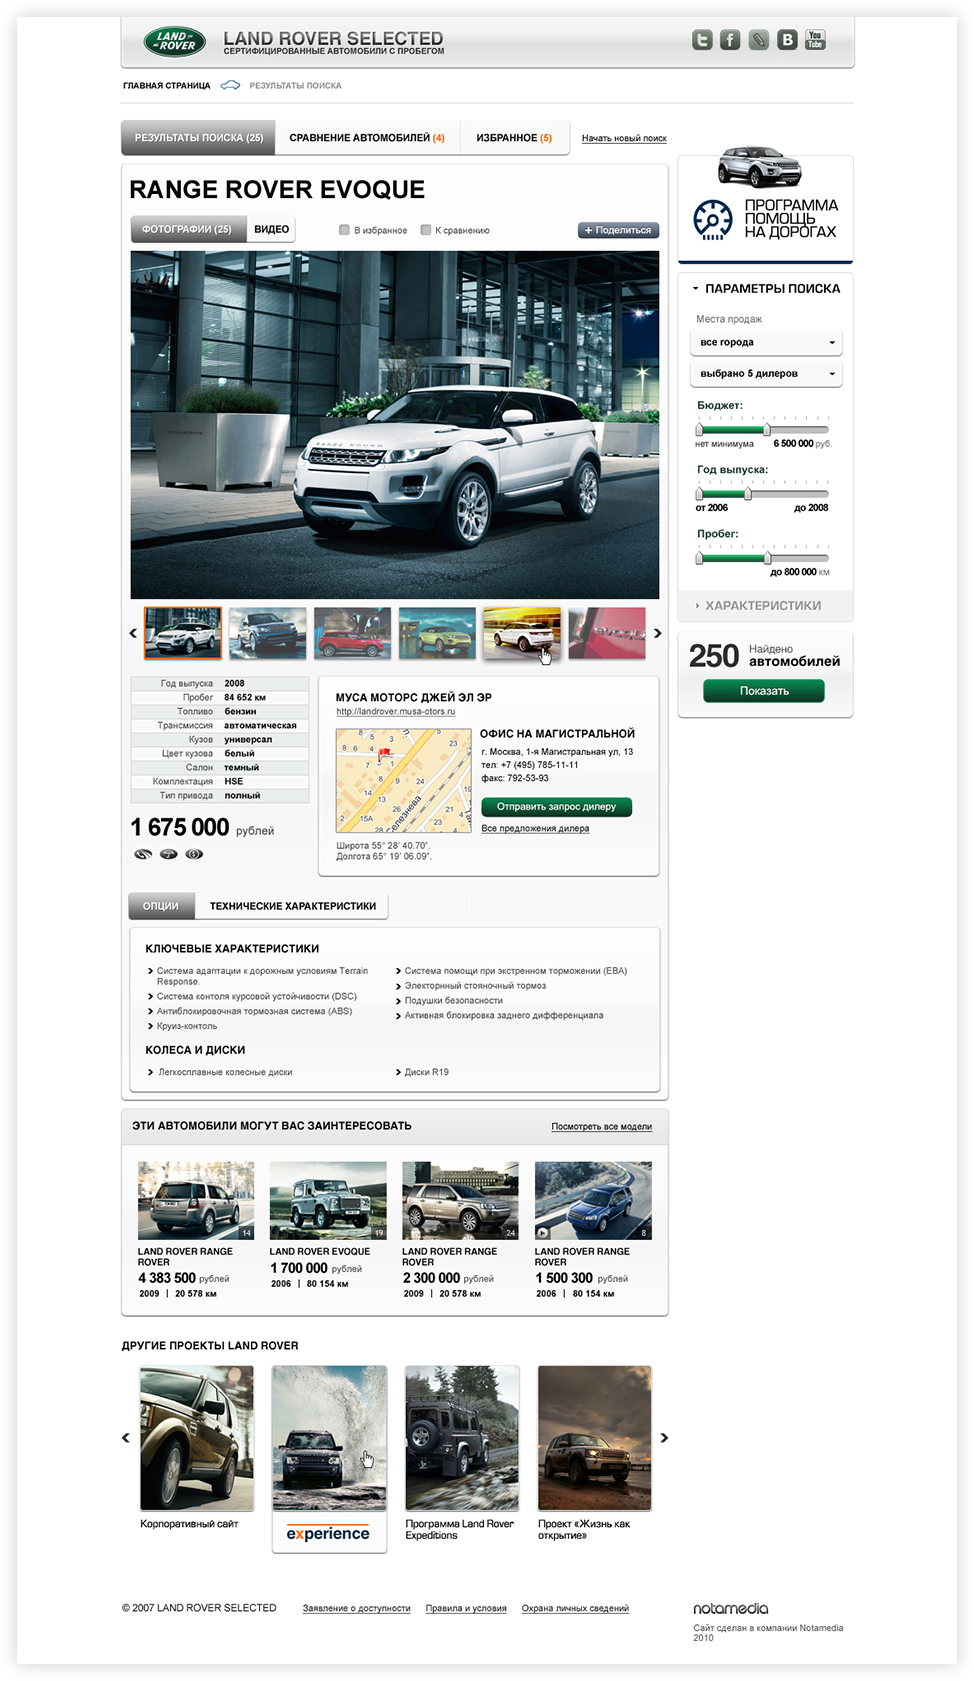 LAND ROVER
LAND ROVER SELECTED
СЕРТИФИЦИРОВАННЫЕ АВТОМОБИЛИ С ПРОБЕГОМ
You Tube
ГЛАВНАЯ СТРАНИЦА РЕЗУЛЬТАТЫ ПОИСКА
РЕЗУЛЬТАТЫ ПОИСКА (25) СРАВНЕНИЕ АВТОМОБИЛЕЙ (4) ИЗБРАННОЕ (5) Начать новый поиск
RANGE ROVER EVOQUE
ФОТОГРАФИИ (25) ВИДЕО В избранное К сравнению + Поделиться
RANGE ROVER
Год выпуска 2008
Пробег 84 652 км
Топливо бензин
Трансмиссия автоматическая
Кузов универсал
Цвет кузова белый
Салон темный
Комплектация HSE
Тип привода полный
1 675 000 рублей
МУСА МОТОРС ДЖЕЙ ЭЛ ЭР
http://landrover.musa-otors.ru
ОФИС НА МАГИСТРАЛЬНОЙ
г. Москва, 1-я Магистральная ул, 13
тел: +7 (495) 785-11-11
факс: 792-53-93
Отправить запрос дилеру
Все предложения дилера
Широта 55° 28' 40.70".
Долгота 65° 19' 06.09".
ОПЦИИ ТЕХНИЧЕСКИЕ ХАРАКТЕРИСТИКИ
КЛЮЧЕВЫЕ ХАРАКТЕРИСТИКИ
Система адаптации к дорожным условиям Terrain
Response.
Система контоля курсовой устойчивости (DSC)
Антиблокировочная тормозная система (ABS)
Круиз-контоль
Система помощи при экстренном торможении (EBA)
Электорнный стояночный тормоз
Подушки безопасности
Активная блокировка заднего дифференциала
КОЛЕСА И ДИСКИ
Легкосплавные колесные диски
Диски R19
ЭТИ АВТОМОБИЛИ МОГУТ ВАС ЗАИНТЕРЕСОВАТЬ Посмотреть все модели
14
LAND ROVER RANGE
ROVER
4 383 500 рублей
2009 | 20 578 км
19
LAND ROVER EVOQUE
1 700 000 рублей
2006 | 80 154 км
24
LAND ROVER RANGE
ROVER
2 300 000 рублей
2009 | 20 578 км
8
LAND ROVER RANGE
ROVER
1 500 300 рублей
2006 | 80 154 км
ДРУГИЕ ПРОЕКТЫ LAND ROVER
Корпоративный сайт
experience
Программа Land Rover
Expeditions
Проект «Жизнь как
открытие»
ПРОГРАММА
ПОМОЩЬ
НА ДОРОГАХ
ПАРАМЕТРЫ ПОИСКА
Места продаж
все города
выбрано 5 дилеров
Бюджет:
нет минимума 6 500 000 руб.
Год выпуска:
от 2006 до 2008
Пробег:
до 800 000 км
ХАРАКТЕРИСТИКИ
250 Найдено
автомобилей
Показать
© 2007 LAND ROVER SELECTED Заявление о доступности Правила и условия Охрана личных сведений
notamedia
Сайт сделан в компании Notamedia
2010